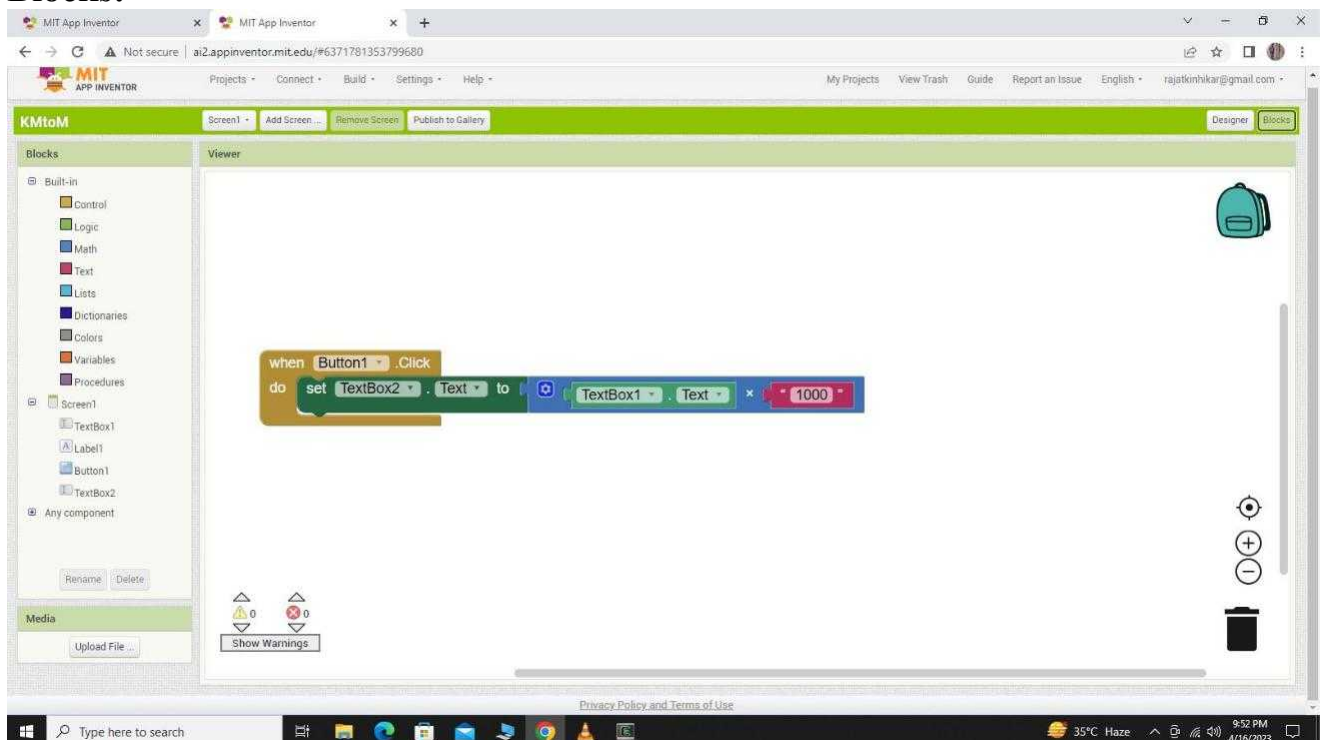 Blocks:
MIT App Inventor × MIT App Inventor × +
Not secure | ai2.appinventor.mit.edu/#6371781353799680
MIT
APP INVENTOR
Projects Connect Build Settings Help My Projects View Trash Guide Report an Issue English rajatkinhikar@gmail.com
KMtoM Screen1 Add Screen ... Remove Screen Publish to Gallery Designer Blocks
Blocks Viewer
Built-in
Control
Logic
Math
Text
Lists
Dictionaries
Colors
Variables
Procedures
Screen1
TextBox1
Label1
Button1
TextBox2
Any component
when Button1 .Click
do set TextBox2 . Text to TextBox1 . Text × " 1000 "
Rename Delete
0 0
Show Warnings
Media
Upload File ...
Privacy Policy and Terms of Use
Type here to search 35°C Haze 9:52 PM
4/16/2023